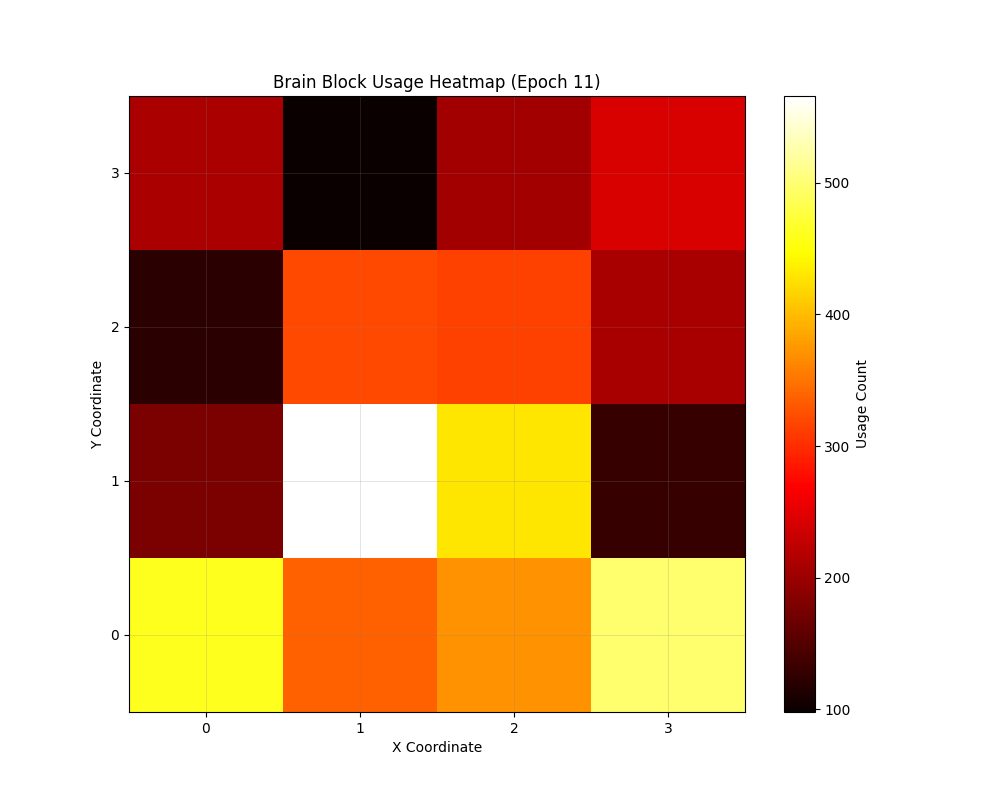 Brain Block Usage Heatmap (Epoch 11)
3
2
1
0
Y Coordinate
0 1 2 3
X Coordinate
500
400
300
200
100
Usage Count